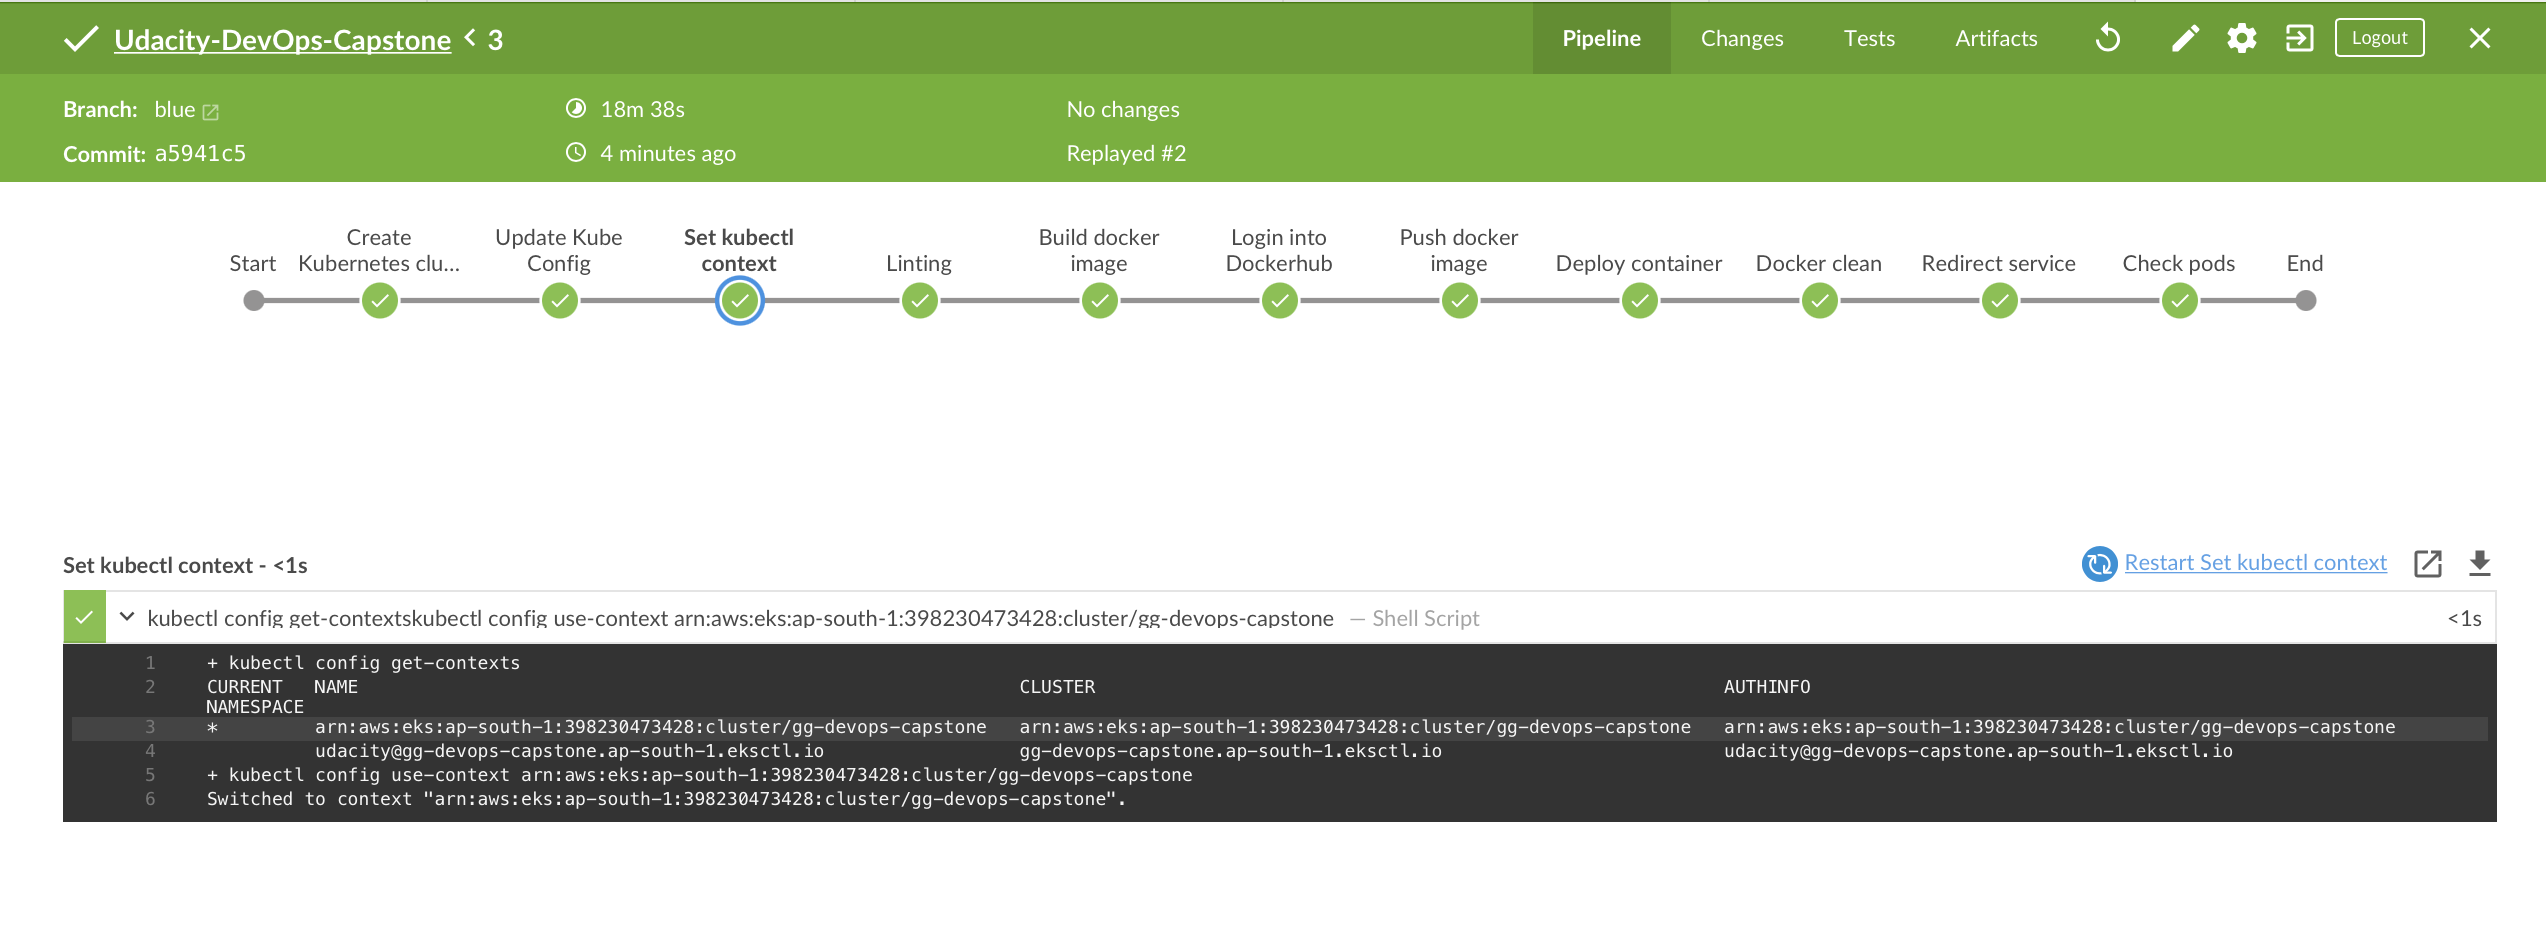 Udacity-DevOps-Capstone < 3
Pipeline Changes Tests Artifacts Logout
Branch: blue 18m 38s No changes
Commit: a5941c5 4 minutes ago Replayed #2
Start
Create
Kubernetes clu...
Update Kube
Config
Set kubectl
context
Linting
Build docker
image
Login into
Dockerhub
Push docker
image
Deploy container
Docker clean
Redirect service
Check pods
End
Set kubectl context - <1s
Restart Set kubectl context
kubectl config get-contextskubectl config use-context arn:aws:eks:ap-south-1:398230473428:cluster/gg-devops-capstone — Shell Script <1s
1 + kubectl config get-contexts
2 CURRENT NAME CLUSTER AUTHINFO
NAMESPACE
3 * arn:aws:eks:ap-south-1:398230473428:cluster/gg-devops-capstone arn:aws:eks:ap-south-1:398230473428:cluster/gg-devops-capstone arn:aws:eks:ap-south-1:398230473428:cluster/gg-devops-capstone
4 udacity@gg-devops-capstone.ap-south-1.eksctl.io gg-devops-capstone.ap-south-1.eksctl.io udacity@gg-devops-capstone.ap-south-1.eksctl.io
5 + kubectl config use-context arn:aws:eks:ap-south-1:398230473428:cluster/gg-devops-capstone
6 Switched to context "arn:aws:eks:ap-south-1:398230473428:cluster/gg-devops-capstone".